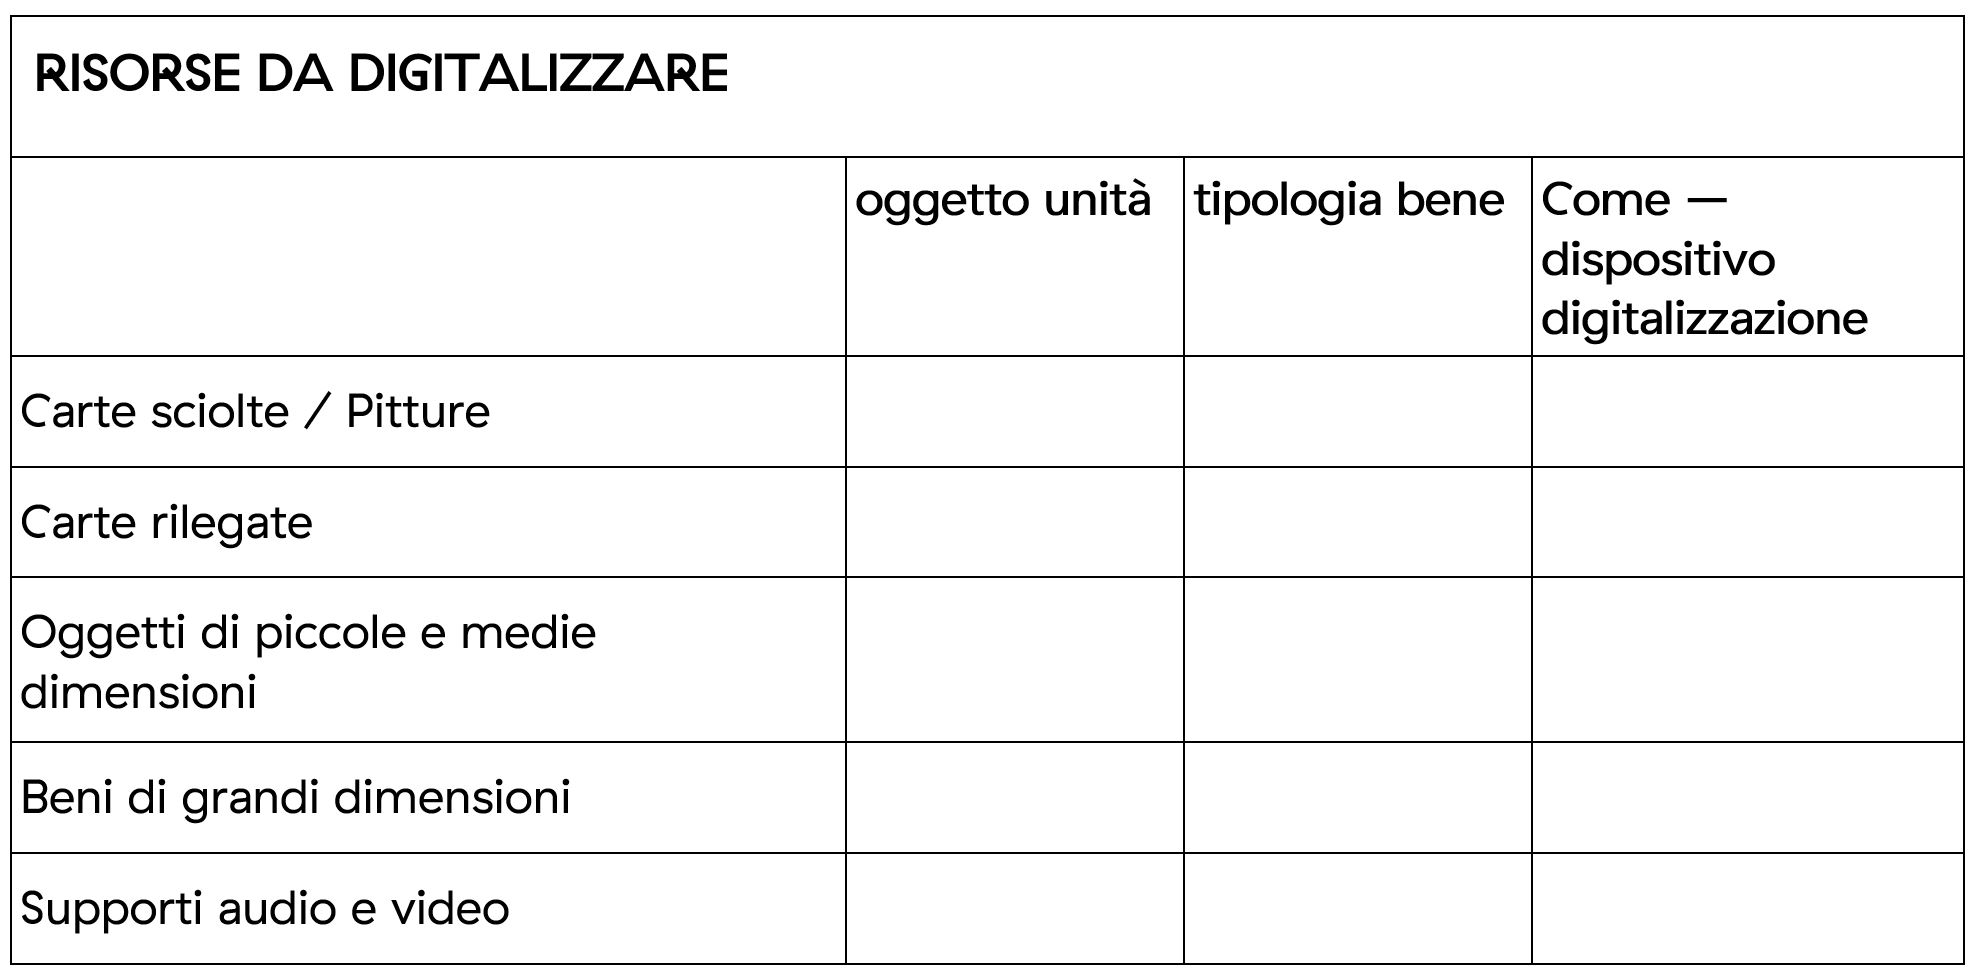 RISORSE DA DIGITALIZZARE
oggetto unità
tipologia bene
Come —
dispositivo
digitalizzazione
Carte sciolte / Pitture
Carte rilegate
Oggetti di piccole e medie
dimensioni
Beni di grandi dimensioni
Supporti audio e video